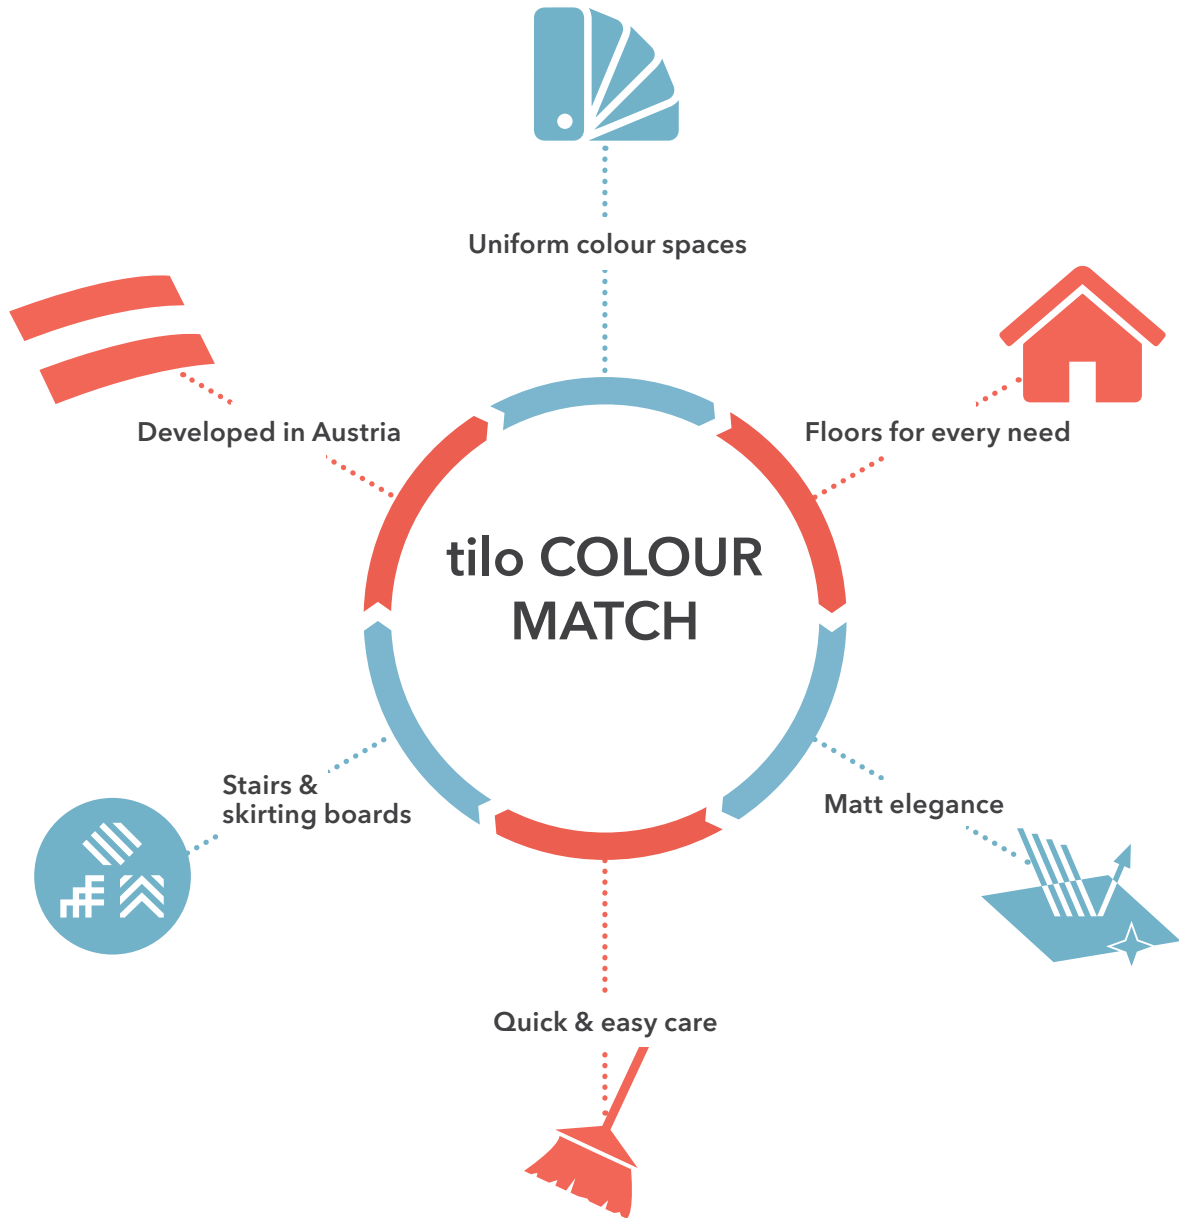 Uniform colour spaces
Developed in Austria
Floors for every need
tilo COLOUR
MATCH
Stairs &
skirting boards
Matt elegance
Quick & easy care